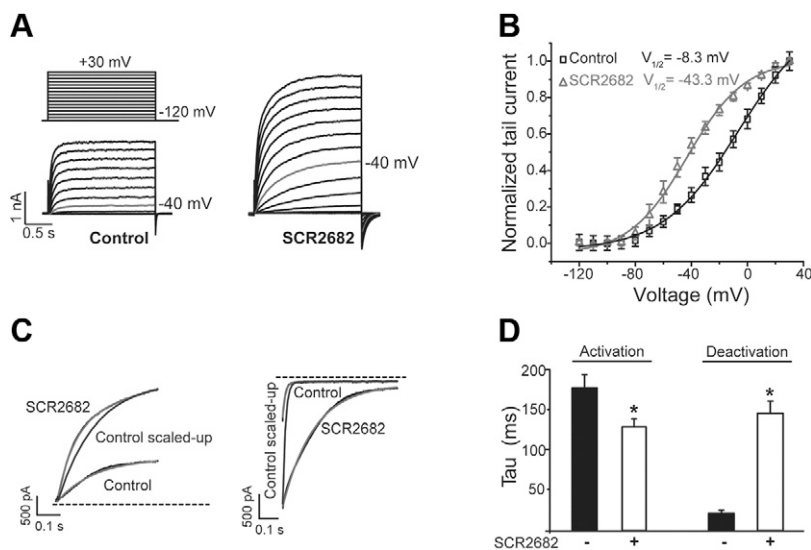 A
+30 mV
-120 mV
-40 mV
1 nA
0.5 s
Control
-40 mV
SCR2682
B
Normalized tail current
1.0
0.8
0.6
0.4
0.2
0.0
Control V1/2= -8.3 mV
SCR2682 V1/2= -43.3 mV
-120 -80 -40 0 40
Voltage (mV)
C
SCR2682
Control scaled-up
Control
500 pA
0.1 s
Control scaled-up
Control
SCR2682
500 pA
0.1 s
D
Activation Deactivation
Tau (ms)
200
150
100
50
* *
SCR2682 - + - +